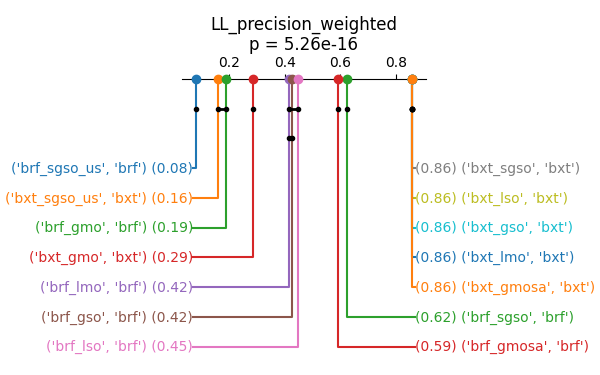 LL_precision_weighted
p = 5.26e-16
0.2 0.4 0.6 0.8
('brf_sgso_us', 'brf') (0.08)
('bxt_sgso_us', 'bxt') (0.16)
('brf_gmo', 'brf') (0.19)
('bxt_gmo', 'bxt') (0.29)
('brf_lmo', 'brf') (0.42)
('brf_gso', 'brf') (0.42)
('brf_lso', 'brf') (0.45)
(0.86) ('bxt_sgso', 'bxt')
(0.86) ('bxt_lso', 'bxt')
(0.86) ('bxt_gso', 'bxt')
(0.86) ('bxt_lmo', 'bxt')
(0.86) ('bxt_gmosa', 'bxt')
(0.62) ('brf_sgso', 'brf')
(0.59) ('brf_gmosa', 'brf')